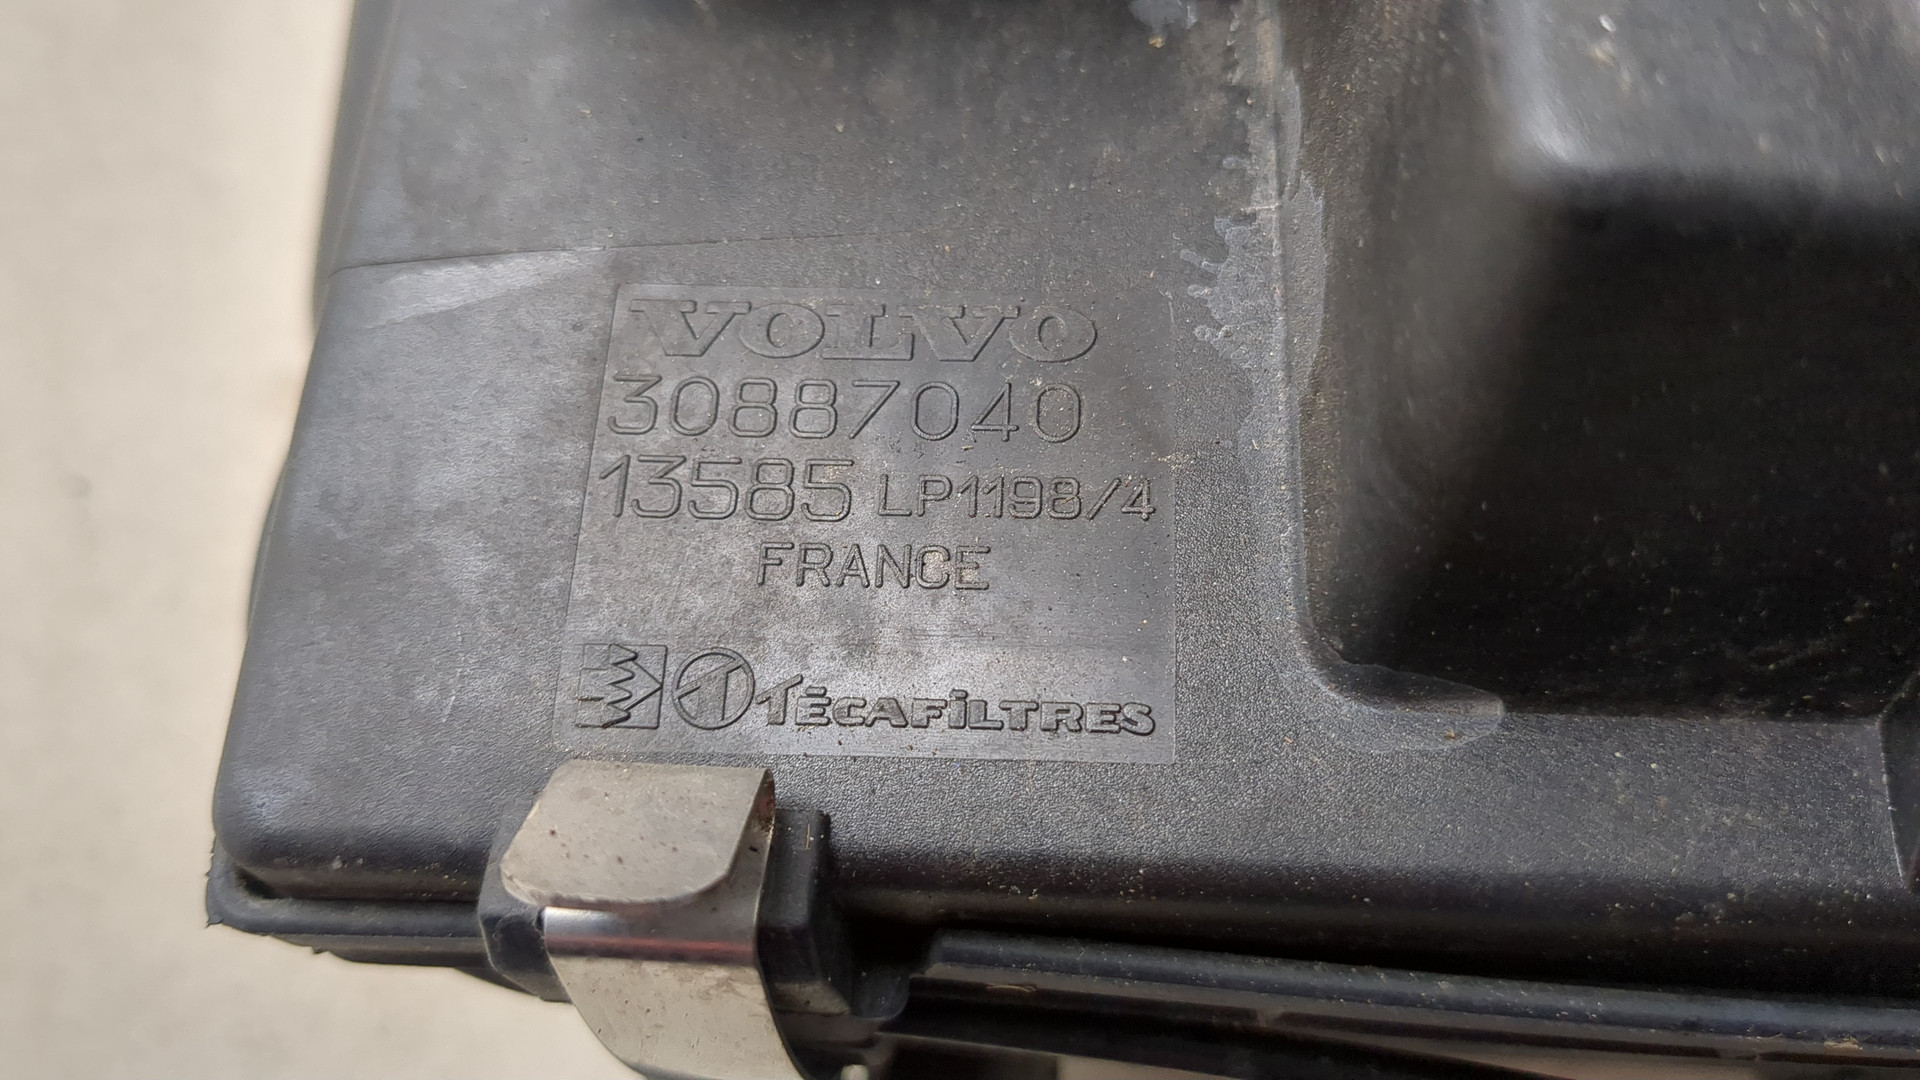 VOLVO
30887040
13585 LP1198/4
FRANCE
TÉCAFILTRES